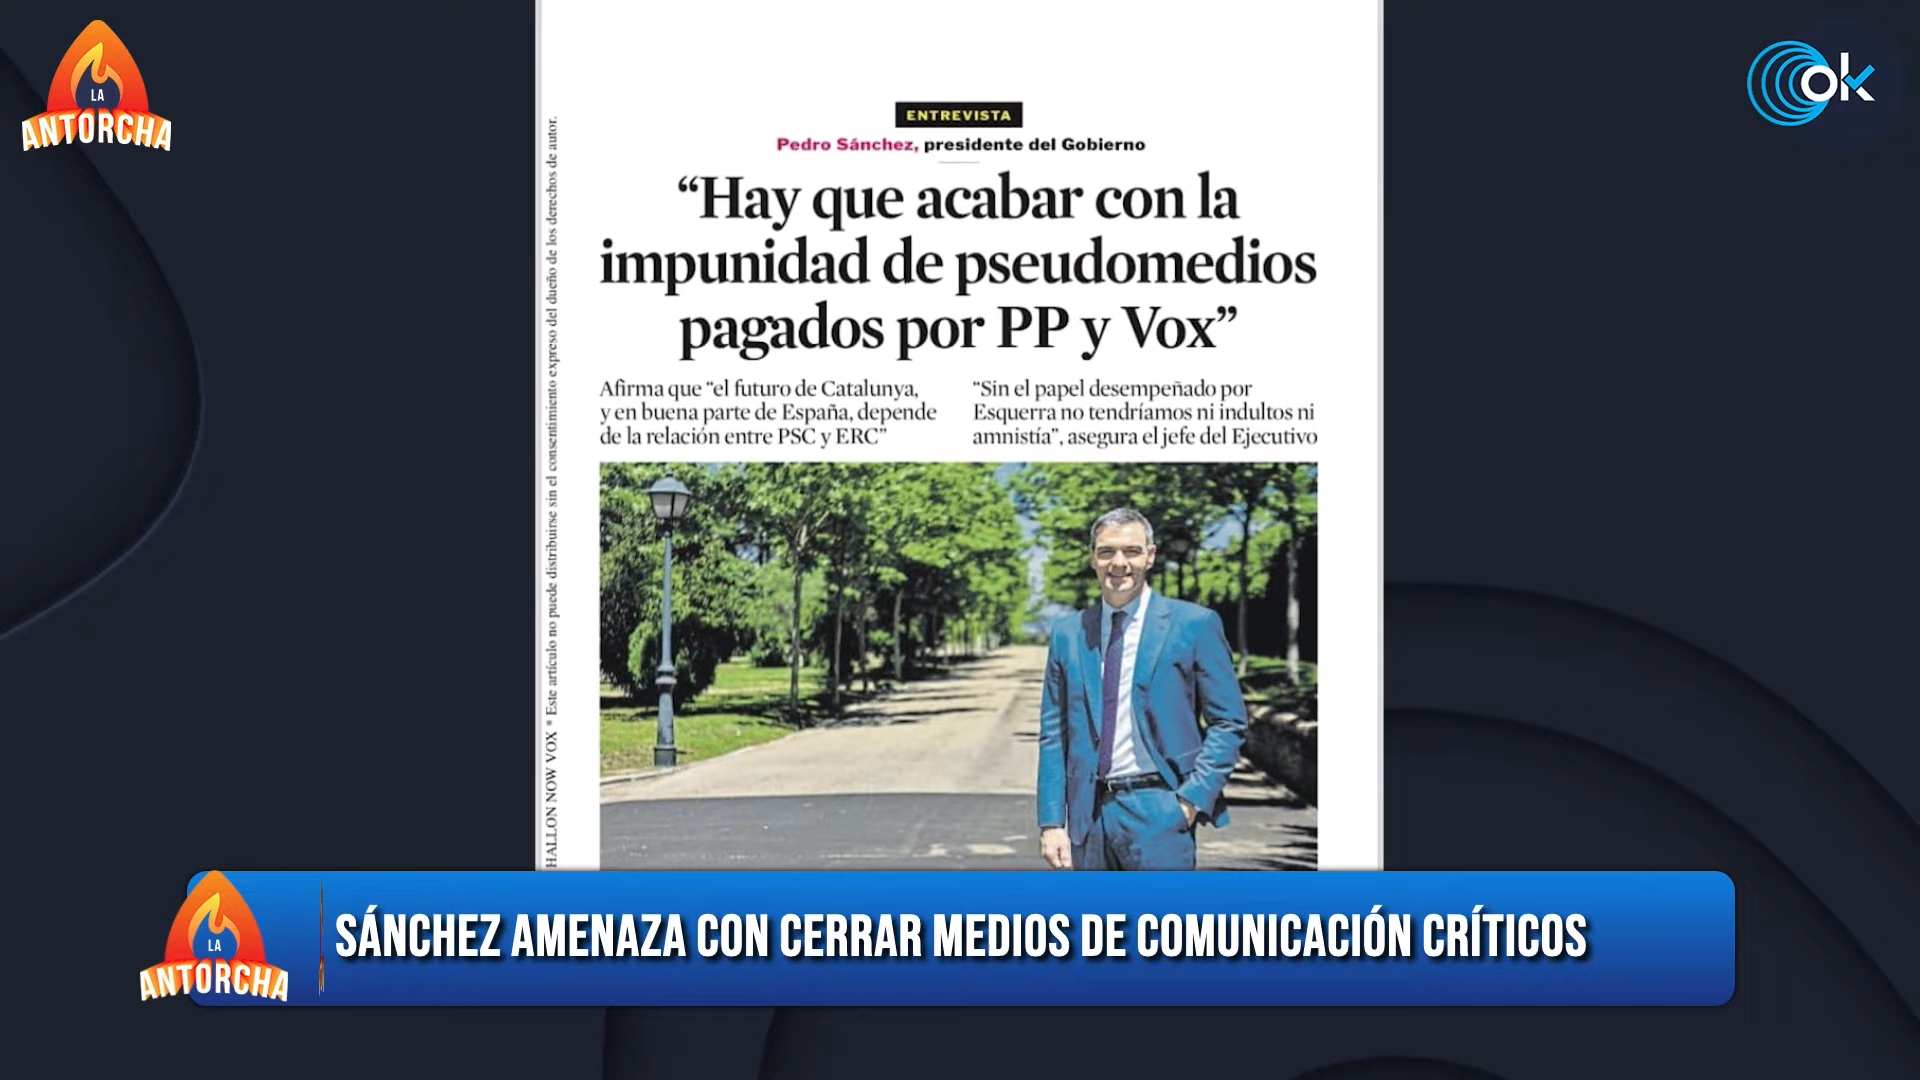 LA
ANTORCHA
ok
ENTREVISTA
Pedro Sánchez, presidente del Gobierno
“Hay que acabar con la
impunidad de pseudomedios
pagados por PP y Vox”
Afirma que “el futuro de Catalunya,
y en buena parte de España, depende
de la relación entre PSC y ERC”
“Sin el papel desempeñado por
Esquerra no tendríamos ni indultos ni
amnistía”, asegura el jefe del Ejecutivo
HALLON NOW VOX * Este artículo no puede distribuirse sin el consentimiento expreso del dueño de los derechos de autor.
LA
ANTORCHA
SÁNCHEZ AMENAZA CON CERRAR MEDIOS DE COMUNICACIÓN CRÍTICOS